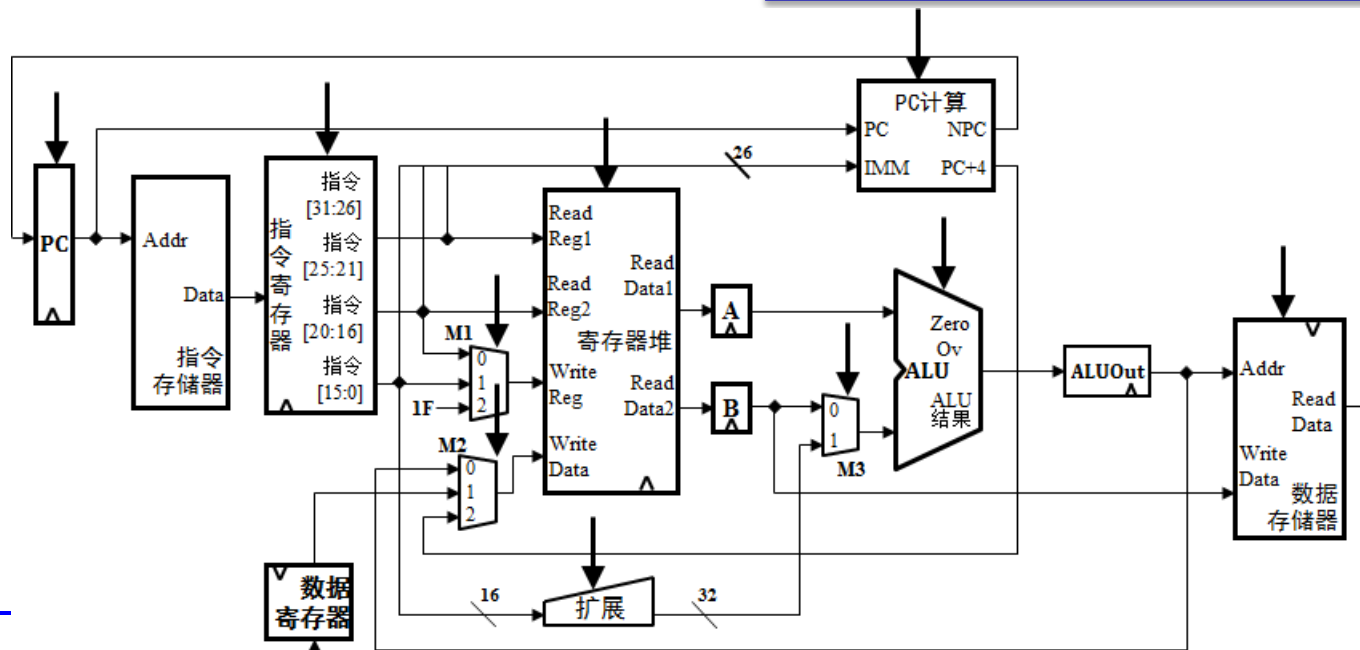 PC计算
PC
NPC
IMM
PC+4
26
PC
Addr
Data
指令
存储器
指令寄存器
指令
[31:26]
指令
[25:21]
指令
[20:16]
指令
[15:0]
M1
0
1
2
1F
M2
0
1
2
Read
Reg1
Read
Reg2
Write
Reg
Write
Data
Read
Data1
寄存器堆
Read
Data2
A
B
0
1
M3
Zero
Ov
ALU
ALU
结果
ALUOut
Addr
Read
Data
Write
Data
数据
存储器
数据
寄存器
16
扩展
32